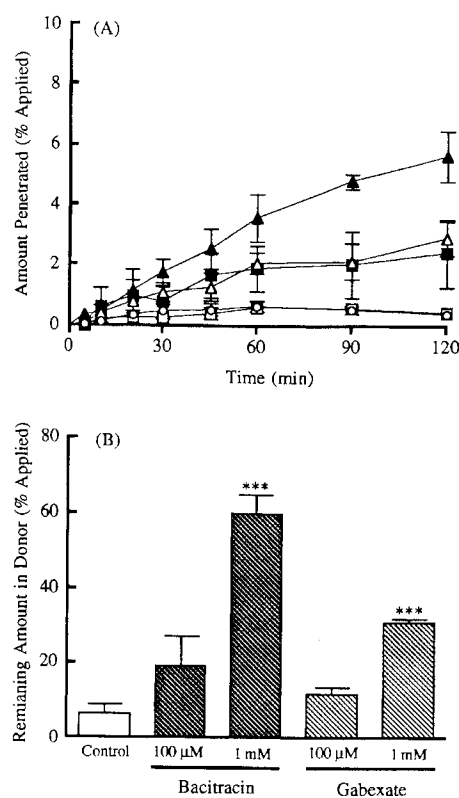 (A)
Amount Penetrated (% Applied)
10
8
6
4
2
0
0 30 60 90 120
Time (min)
(B)
Remianing Amount in Donor (% Applied)
80
60
40
20
0
***
***
Control 100 µM 1 mM 100 µM 1 mM
Bacitracin Gabexate